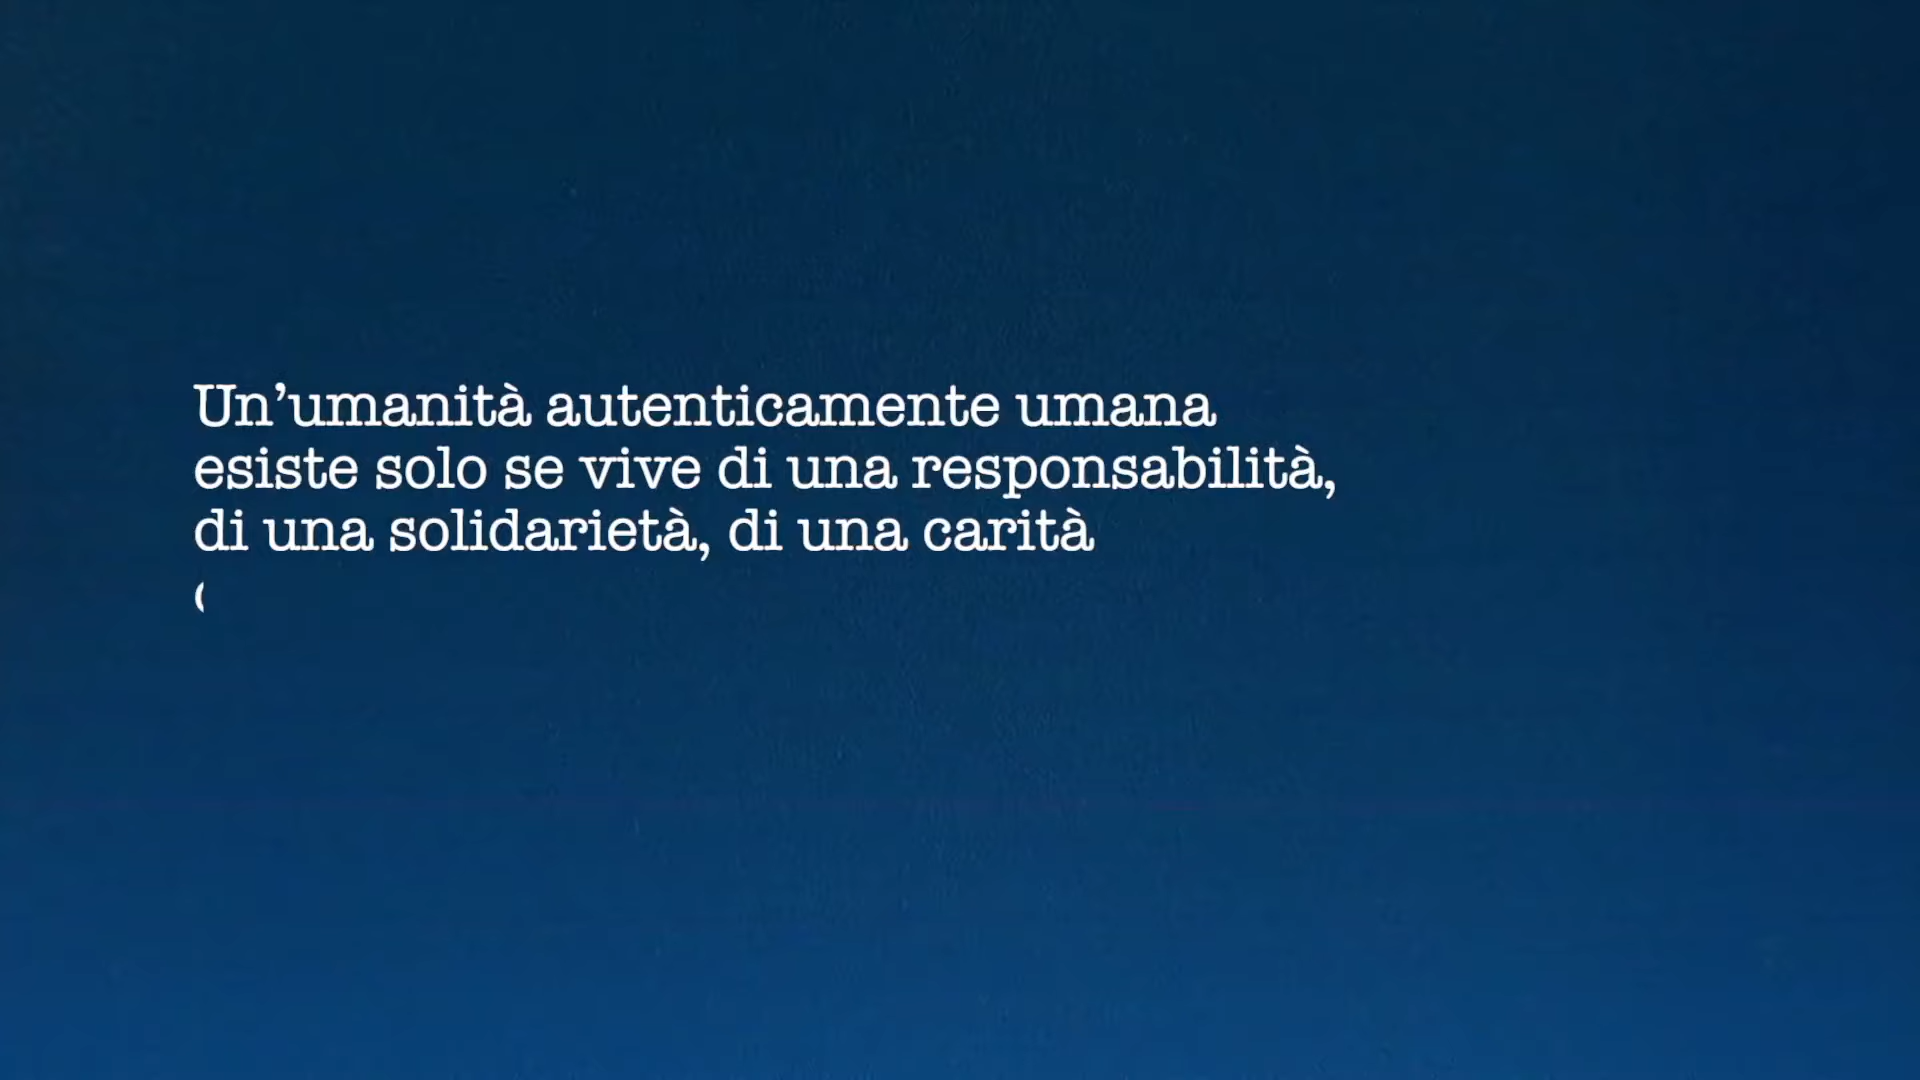 Un’umanità autenticamente umana
esiste solo se vive di una responsabilità,
di una solidarietà, di una carità